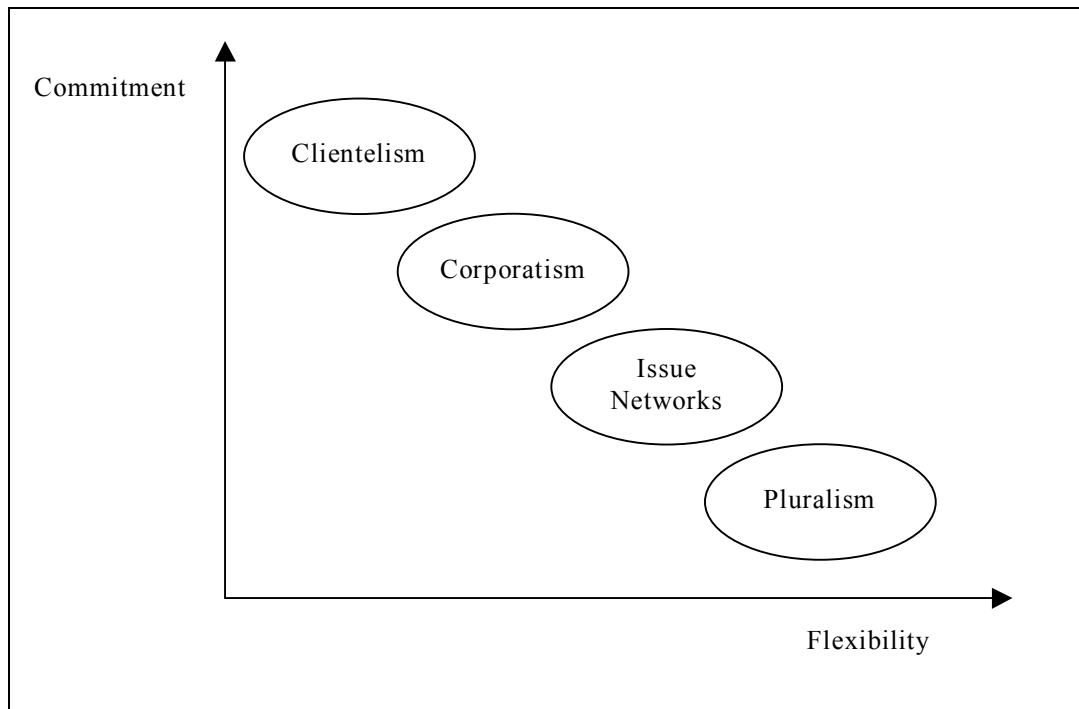 Commitment
Clientelism
Corporatism
Issue
Networks
Pluralism
Flexibility